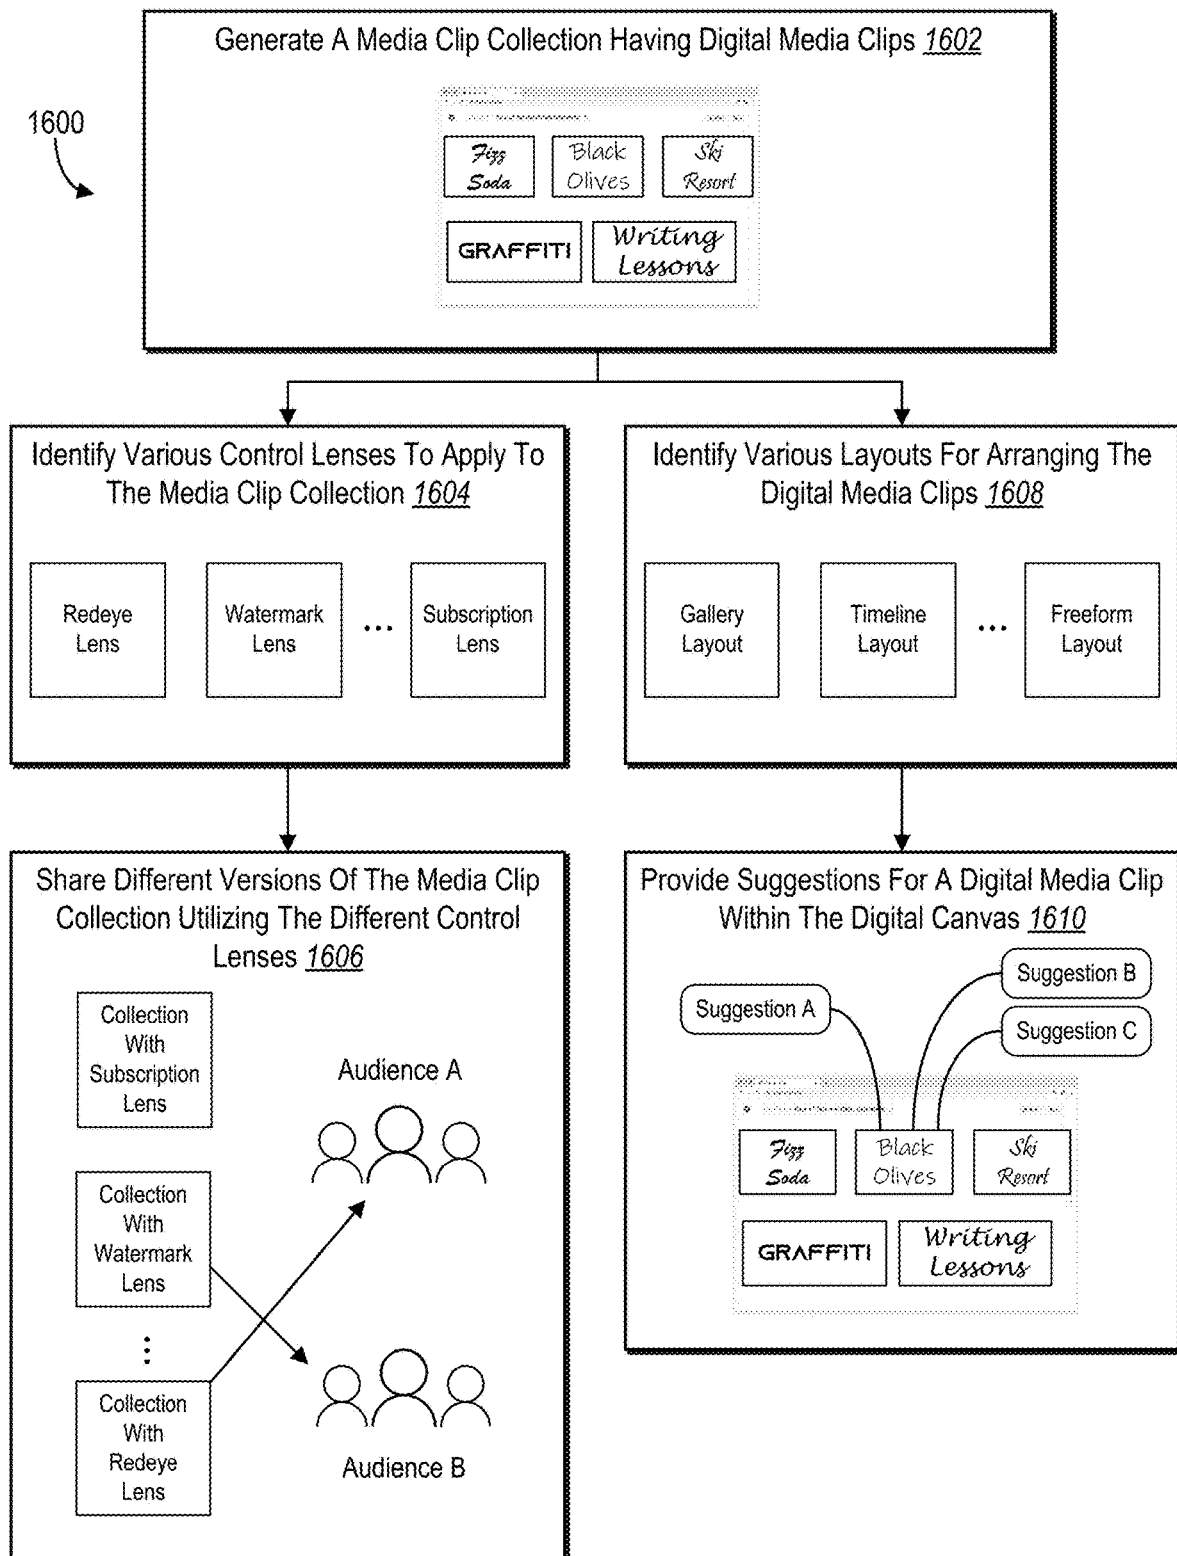 Generate A Media Clip Collection Having Digital Media Clips 1602
1600
Fizz
Soda
Black
Olives
Ski
Resort
GRAFFITI
Writing
Lessons
Identify Various Control Lenses To Apply To
The Media Clip Collection 1604
Redeye
Lens
Watermark
Lens
...
Subscription
Lens
Identify Various Layouts For Arranging The
Digital Media Clips 1608
Gallery
Layout
Timeline
Layout
...
Freeform
Layout
Share Different Versions Of The Media Clip
Collection Utilizing The Different Control
Lenses 1606
Collection
With
Subscription
Lens
Collection
With
Watermark
Lens
...
Collection
With
Redeye
Lens
Audience A
Audience B
Provide Suggestions For A Digital Media Clip
Within The Digital Canvas 1610
Suggestion A
Suggestion B
Suggestion C
Fizz
Soda
Black
Olives
Ski
Resort
GRAFFITI
Writing
Lessons